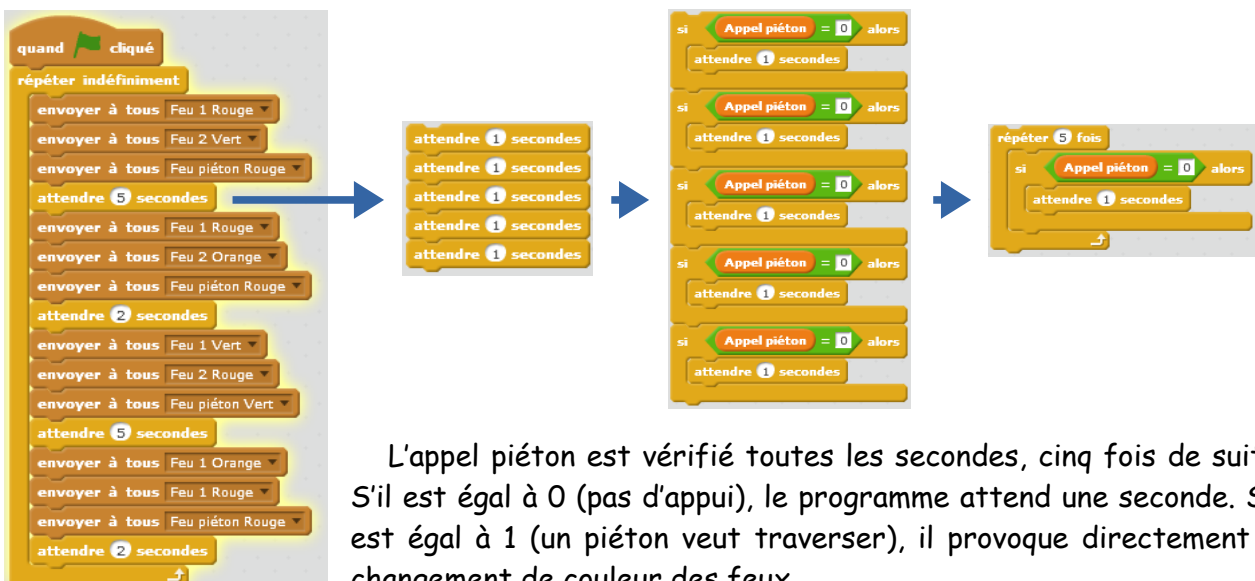 quand cliqué
répéter indéfiniment
envoyer à tous Feu 1 Rouge
envoyer à tous Feu 2 Vert
envoyer à tous Feu piéton Rouge
attendre 5 secondes
envoyer à tous Feu 1 Rouge
envoyer à tous Feu 2 Orange
envoyer à tous Feu piéton Rouge
attendre 2 secondes
envoyer à tous Feu 1 Vert
envoyer à tous Feu 2 Rouge
envoyer à tous Feu piéton Vert
attendre 5 secondes
envoyer à tous Feu 1 Orange
envoyer à tous Feu 1 Rouge
envoyer à tous Feu piéton Rouge
attendre 2 secondes
attendre 1 secondes
attendre 1 secondes
attendre 1 secondes
attendre 1 secondes
attendre 1 secondes
si Appel piéton = 0 alors
attendre 1 secondes
si Appel piéton = 0 alors
attendre 1 secondes
si Appel piéton = 0 alors
attendre 1 secondes
si Appel piéton = 0 alors
attendre 1 secondes
si Appel piéton = 0 alors
attendre 1 secondes
répéter 5 fois
si Appel piéton = 0 alors
attendre 1 secondes
L'appel piéton est vérifié toutes les secondes, cinq fois de suit
S'il est égal à 0 (pas d'appui), le programme attend une seconde. S
est égal à 1 (un piéton veut traverser), il provoque directement
changement de couleur des feux